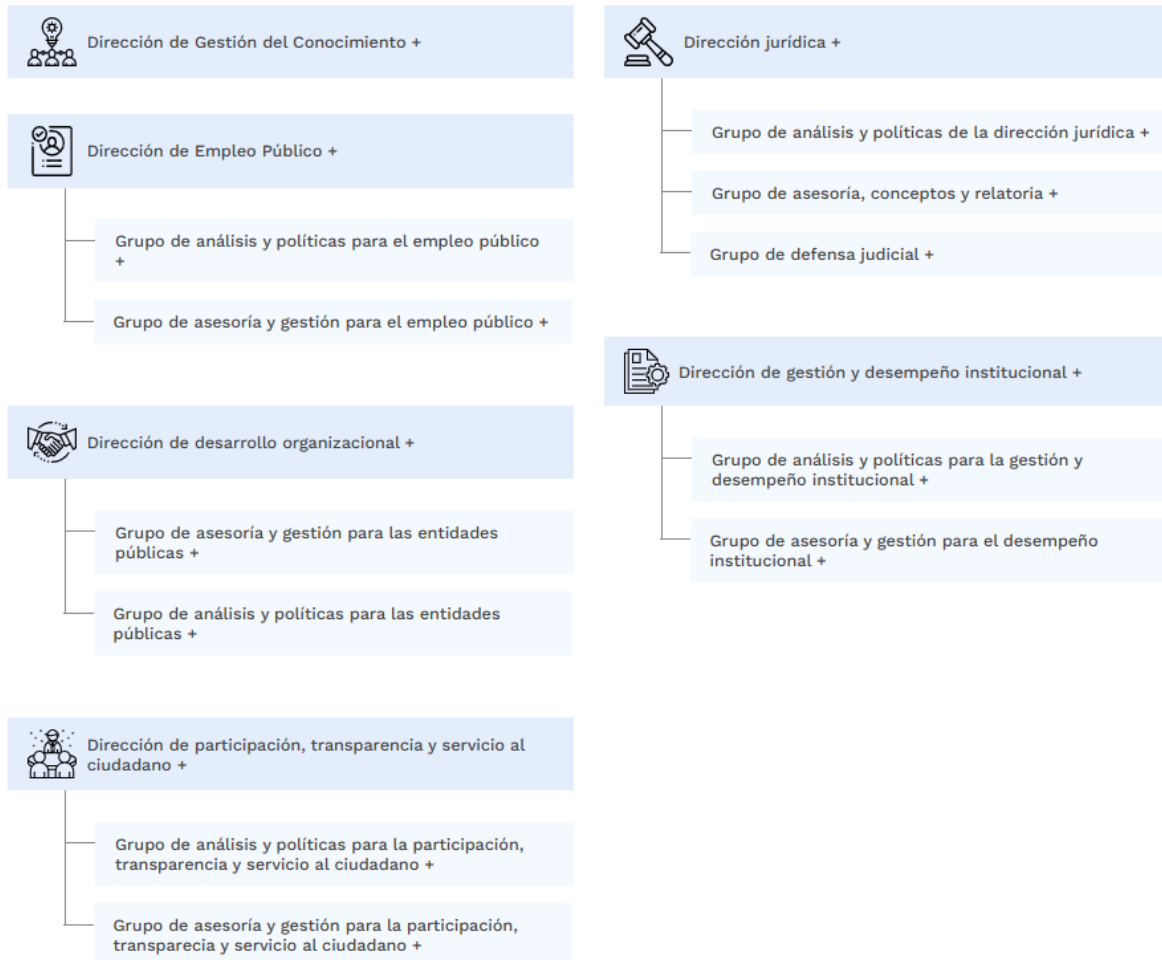 Dirección de Gestión del Conocimiento +
Dirección de Empleo Público +
Grupo de análisis y políticas para el empleo público
+
Grupo de asesoría y gestión para el empleo público +
Dirección de desarrollo organizacional +
Grupo de asesoría y gestión para las entidades
públicas +
Grupo de análisis y políticas para las entidades
públicas +
Dirección de participación, transparencia y servicio al
ciudadano +
Grupo de análisis y políticas para la participación,
transparencia y servicio al ciudadano +
Grupo de asesoría y gestión para la participación,
transparecia y servicio al ciudadano +
Dirección jurídica +
Grupo de análisis y políticas de la dirección jurídica +
Grupo de asesoría, conceptos y relatoria +
Grupo de defensa judicial +
Dirección de gestión y desempeño institucional +
Grupo de análisis y políticas para la gestión y
desempeño institucional +
Grupo de asesoría y gestión para el desempeño
institucional +